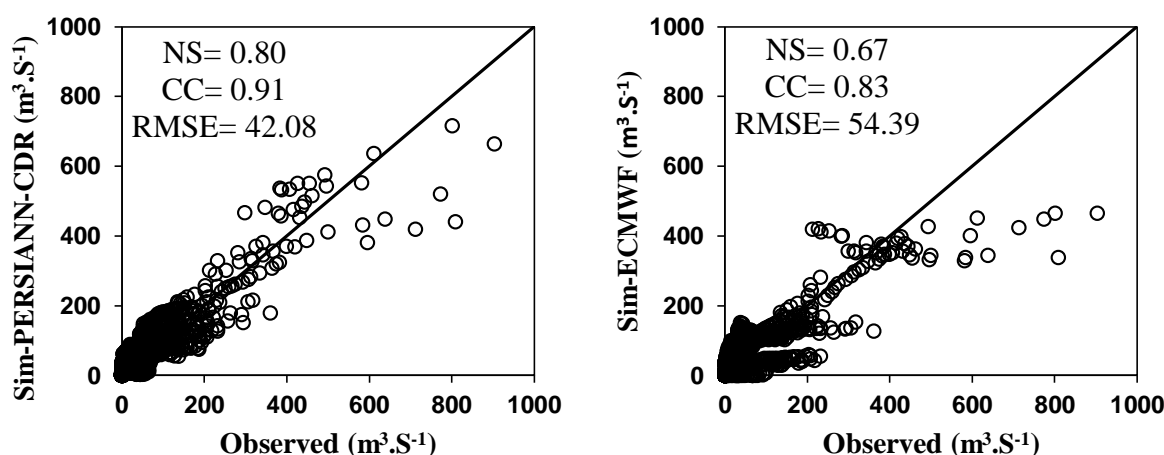 Sim-PERSIANN-CDR (m³.S⁻¹)
1000
800
600
400
200
0
NS= 0.80
CC= 0.91
RMSE= 42.08
0 200 400 600 800 1000
Observed (m³.S⁻¹)
Sim-ECMWF (m³.S⁻¹)
1000
800
600
400
200
0
NS= 0.67
CC= 0.83
RMSE= 54.39
0 200 400 600 800 1000
Observed (m³.S⁻¹)